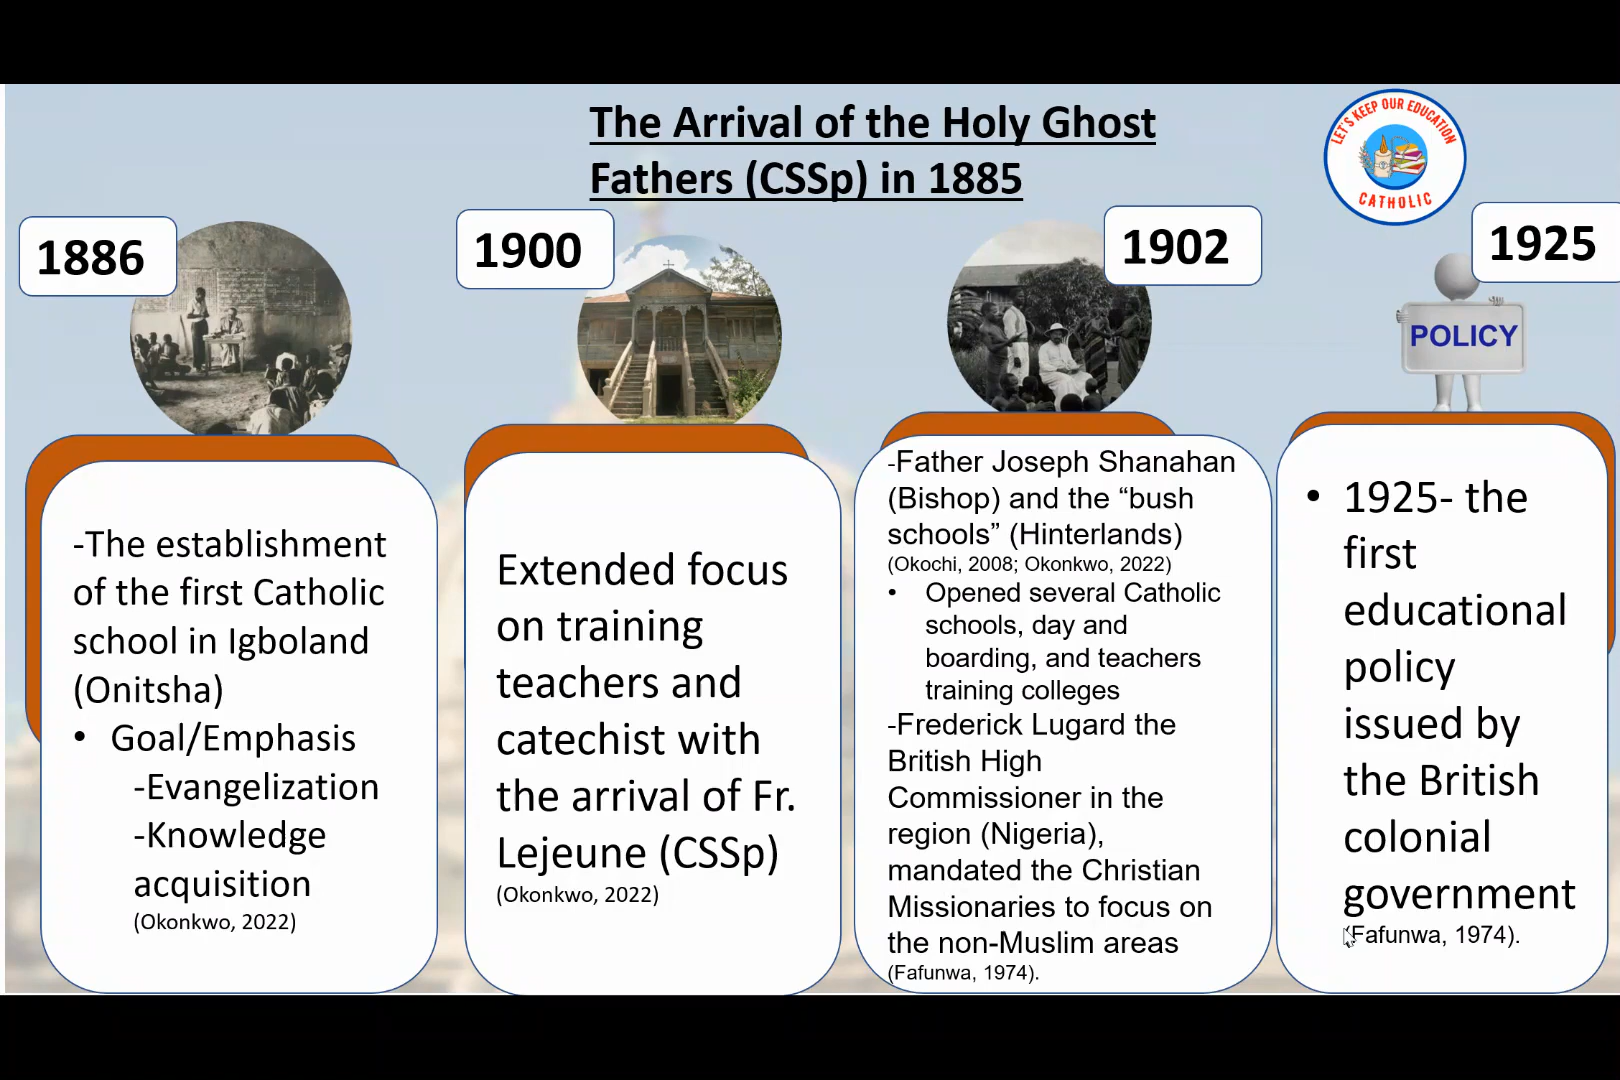 The Arrival of the Holy Ghost
Fathers (CSSp) in 1885
LET'S KEEP OUR EDUCATION
CATHOLIC
1886
-The establishment
of the first Catholic
school in Igboland
(Onitsha)
• Goal/Emphasis
-Evangelization
-Knowledge
acquisition
(Okonkwo, 2022)
1900
Extended focus
on training
teachers and
catechist with
the arrival of Fr.
Lejeune (CSSp)
(Okonkwo, 2022)
1902
-Father Joseph Shanahan
(Bishop) and the “bush
schools” (Hinterlands)
(Okochi, 2008; Okonkwo, 2022)
• Opened several Catholic
schools, day and
boarding, and teachers
training colleges
-Frederick Lugard the
British High
Commissioner in the
region (Nigeria),
mandated the Christian
Missionaries to focus on
the non-Muslim areas
(Fafunwa, 1974).
1925
POLICY
• 1925- the
first
educational
policy
issued by
the British
colonial
government
(Fafunwa, 1974).